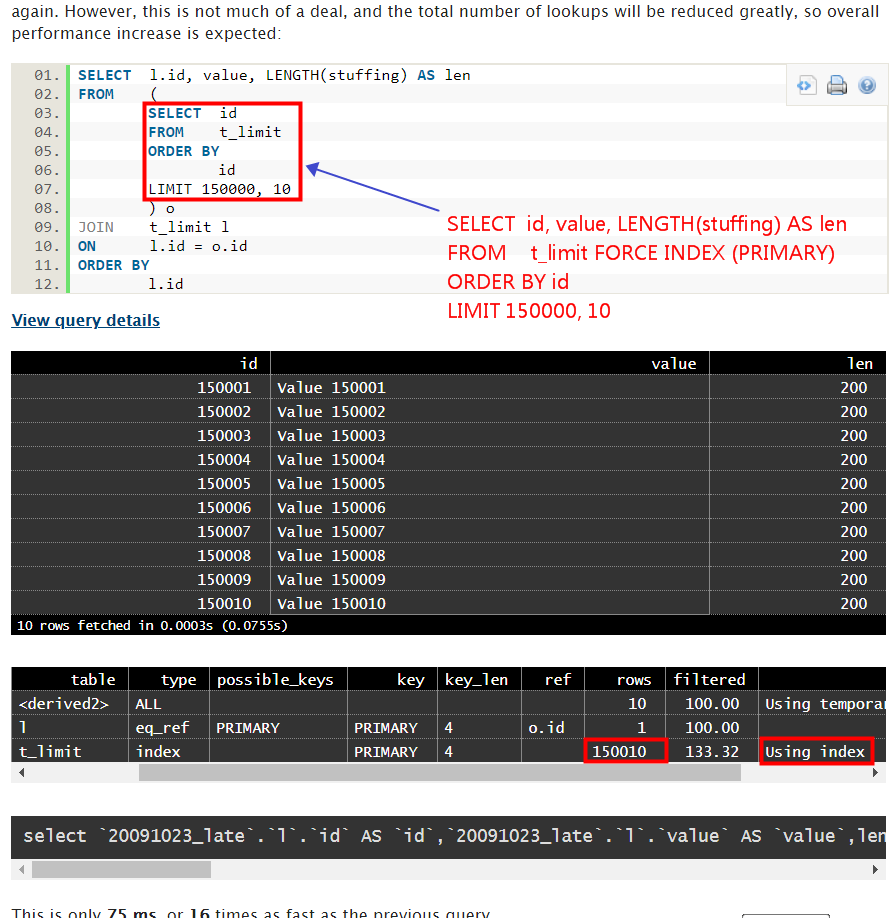 again. However, this is not much of a deal, and the total number of lookups will be reduced greatly, so overall
performance increase is expected:
01. SELECT l.id, value, LENGTH(stuffing) AS len
02. FROM (
03. SELECT id
04. FROM t_limit
05. ORDER BY
06. id
07. LIMIT 150000, 10
08. ) o
09. JOIN t_limit l
10. ON l.id = o.id
11. ORDER BY
12. l.id
SELECT id, value, LENGTH(stuffing) AS len
FROM t_limit FORCE INDEX (PRIMARY)
ORDER BY id
LIMIT 150000, 10
View query details
id value len
150001 Value 150001 200
150002 Value 150002 200
150003 Value 150003 200
150004 Value 150004 200
150005 Value 150005 200
150006 Value 150006 200
150007 Value 150007 200
150008 Value 150008 200
150009 Value 150009 200
150010 Value 150010 200
10 rows fetched in 0.0003s (0.0755s)
table type possible_keys key key_len ref rows filtered
<derived2> ALL 10 100.00 Using temporar
l eq_ref PRIMARY PRIMARY 4 o.id 1 100.00
t_limit index PRIMARY 4 150010 133.32 Using index
select `20091023_late`.`l`.`id` AS `id`,`20091023_late`.`l`.`value` AS `value`,len
This is only 75 ms, or 16 times as fast as the previous query.